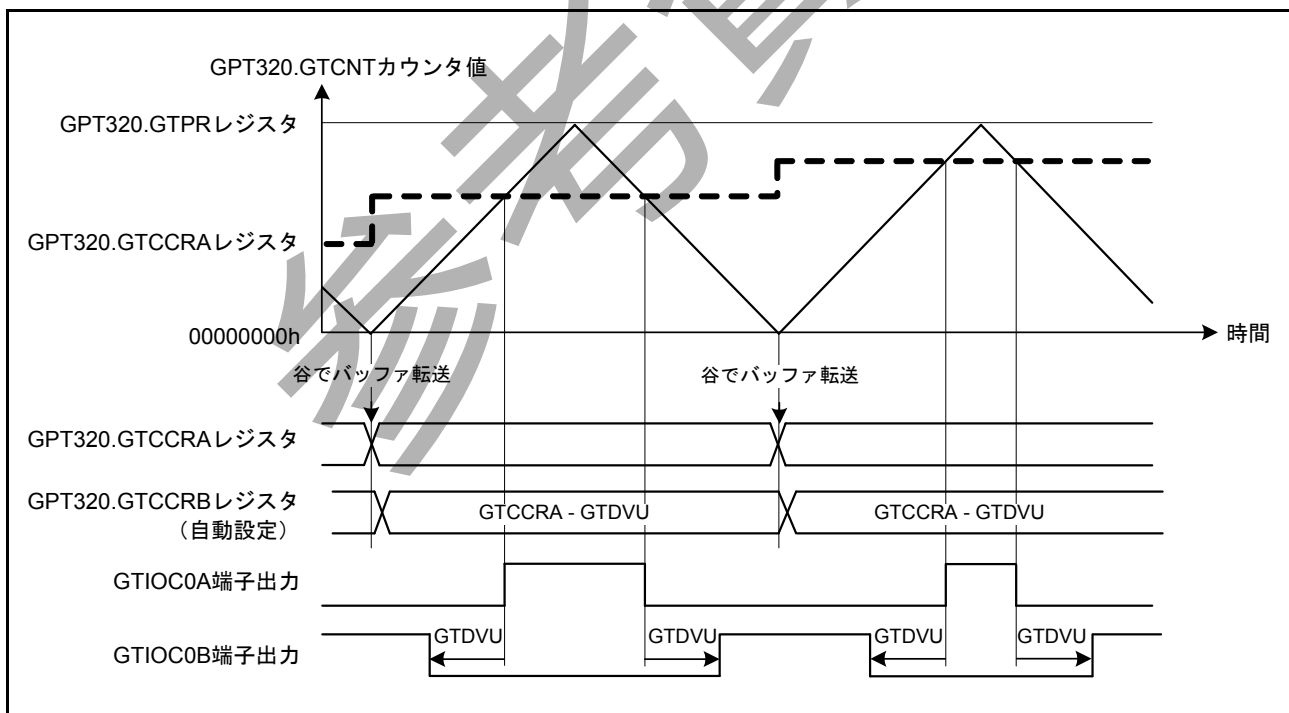 GPT320.GTCNTカウンタ値
GPT320.GTPRレジスタ
GPT320.GTCCRAレジスタ
00000000h
時間
谷でバッファ転送
谷でバッファ転送
GPT320.GTCCRAレジスタ
GPT320.GTCCRBレジスタ
（自動設定）
GTCCRA - GTDVU
GTCCRA - GTDVU
GTIOC0A端子出力
GTIOC0B端子出力
GTDVU
GTDVU
GTDVU
GTDVU
参考